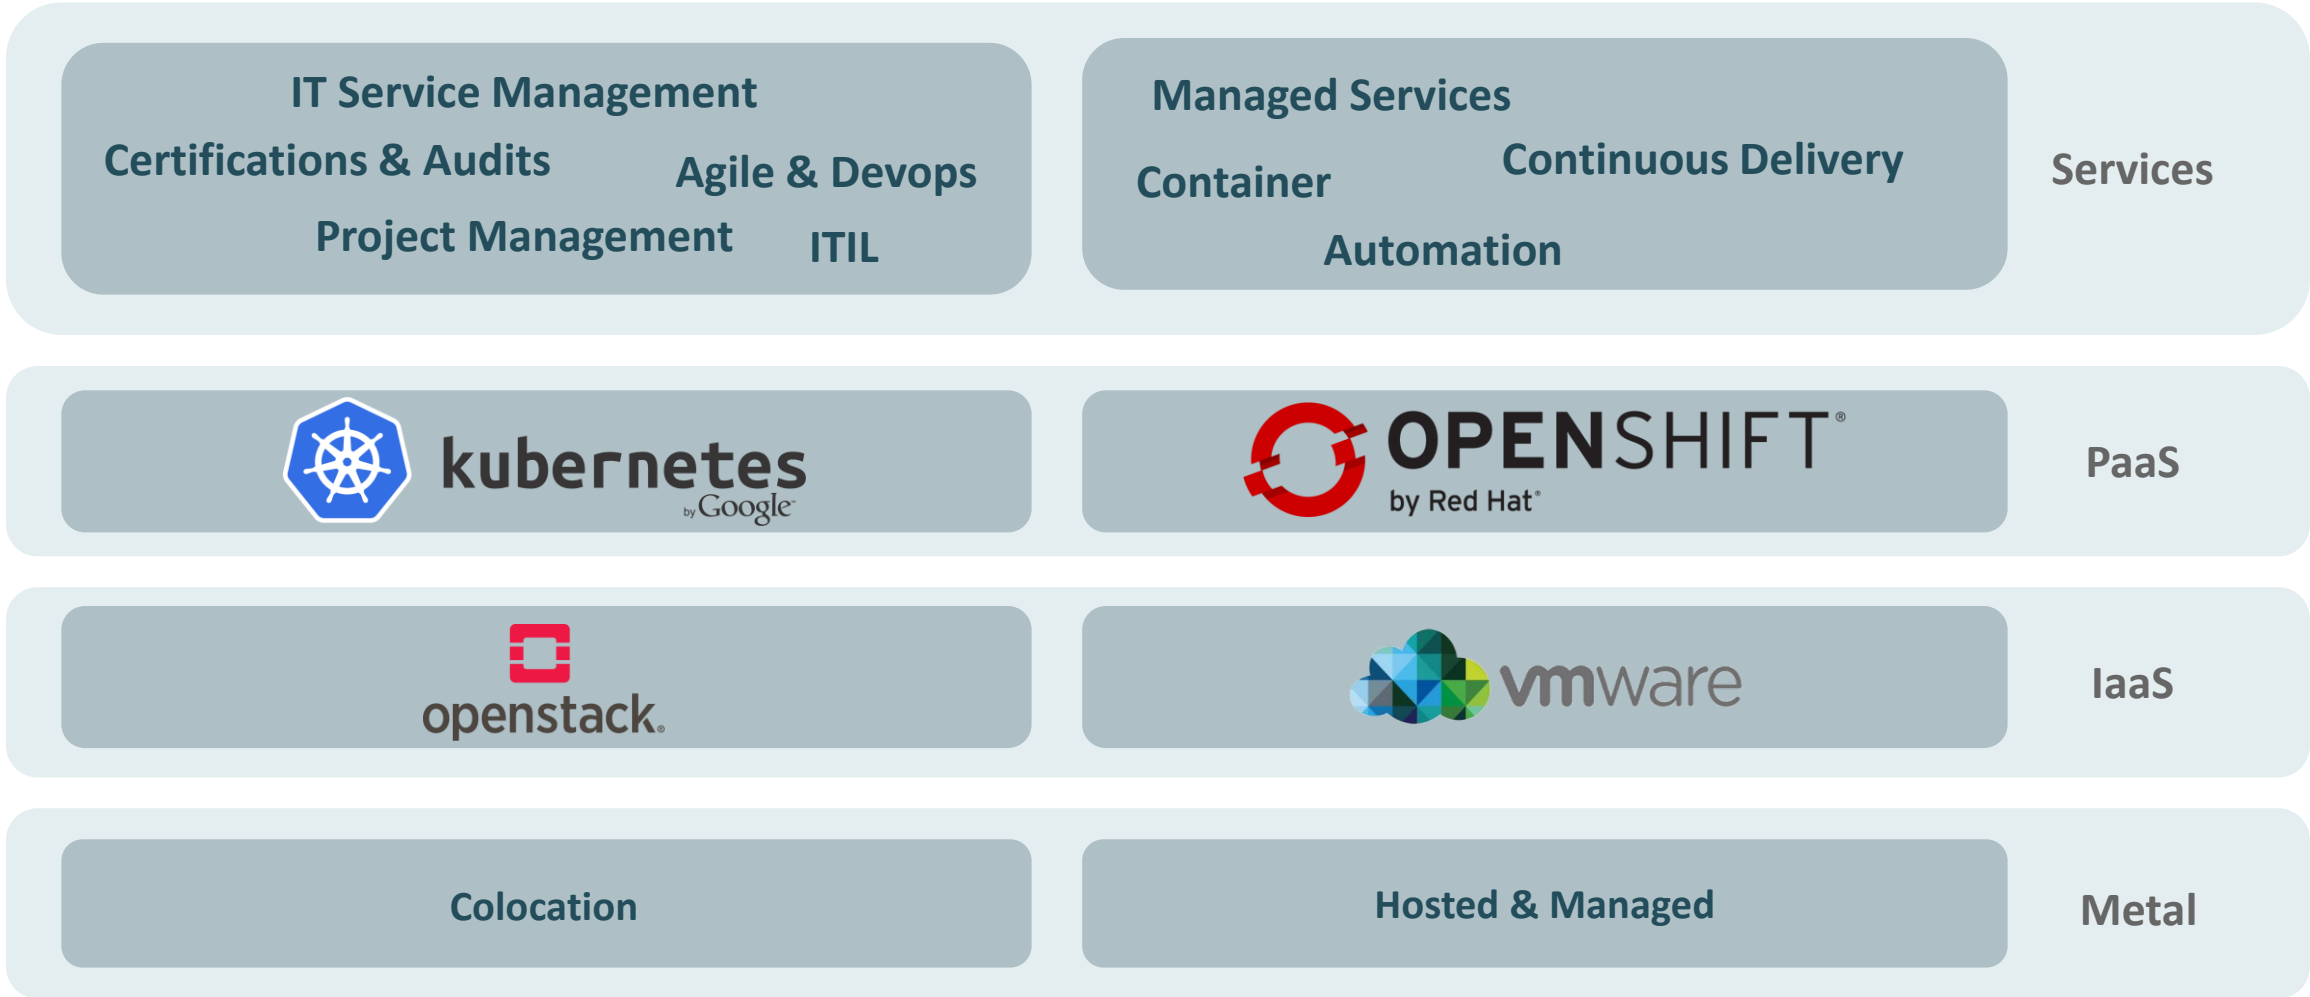 IT Service Management
Certifications & Audits
Agile & Devops
Project Management
ITIL
Managed Services
Continuous Delivery
Container
Automation
Services
kubernetes
by Google™
OPENSHIFT®
by Red Hat®
PaaS
openstack®
vmware
IaaS
Colocation
Hosted & Managed
Metal